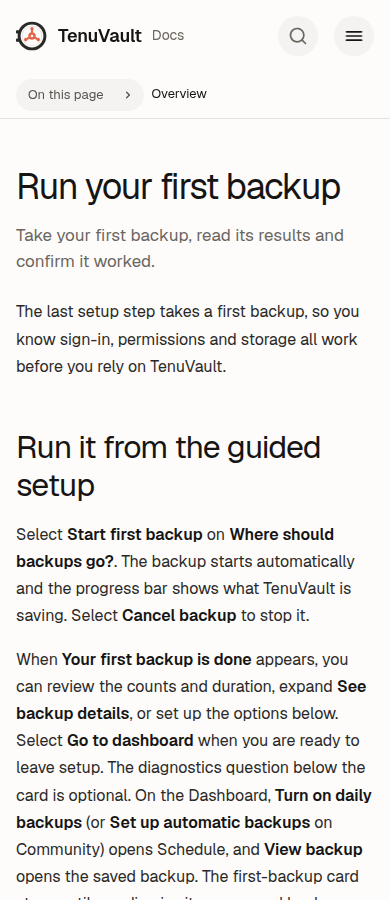 TenuVault Docs
On this page
Overview
Run your first backup
Take your first backup, read its results and
confirm it worked.
The last setup step takes a first backup, so you
know sign-in, permissions and storage all work
before you rely on TenuVault.
Run it from the guided
setup
Select Start first backup on Where should
backups go?. The backup starts automatically
and the progress bar shows what TenuVault is
saving. Select Cancel backup to stop it.
When Your first backup is done appears, you
can review the counts and duration, expand See
backup details, or set up the options below.
Select Go to dashboard when you are ready to
leave setup. The diagnostics question below the
card is optional. On the Dashboard, Turn on daily
backups (or Set up automatic backups on
Community) opens Schedule, and View backup
opens the saved backup. The first-backup card